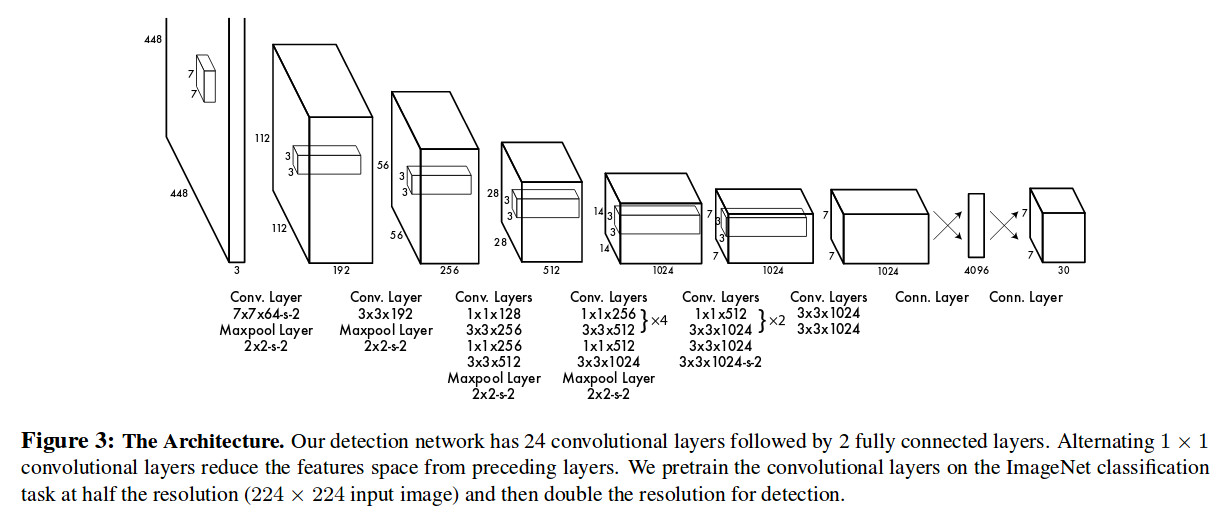 448
7
7
448
3
112
3
3
112
192
56
3
3
56
256
28
3
3
28
512
14
3
3
14
1024
7
3
3
7
1024
7
7
1024
4096
7
7
30
Conv. Layer
7x7x64-s-2
Maxpool Layer
2x2-s-2
Conv. Layer
3x3x192
Maxpool Layer
2x2-s-2
Conv. Layers
1x1x128
3x3x256
1x1x256
3x3x512
Maxpool Layer
2x2-s-2
Conv. Layers
1x1x256
3x3x512
}×4
1x1x512
3x3x1024
Maxpool Layer
2x2-s-2
Conv. Layers
1x1x512
3x3x1024
}×2
3x3x1024
3x3x1024-s-2
Conv. Layers
3x3x1024
3x3x1024
Conn. Layer
Conn. Layer
Figure 3: The Architecture. Our detection network has 24 convolutional layers followed by 2 fully connected layers. Alternating 1 × 1
convolutional layers reduce the features space from preceding layers. We pretrain the convolutional layers on the ImageNet classification
task at half the resolution (224 × 224 input image) and then double the resolution for detection.